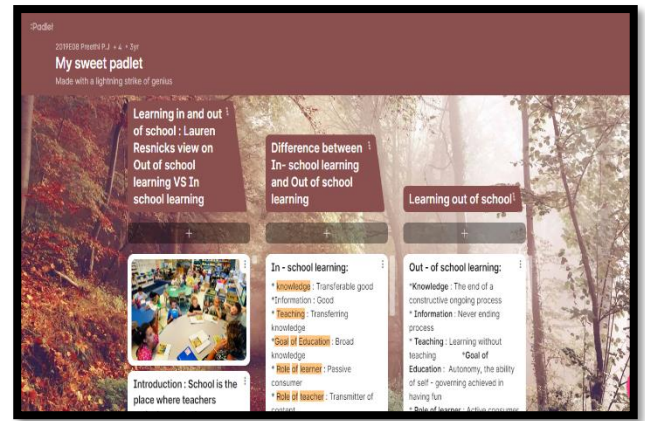 :Padlet
2019E08 Preethi P.J + 4 • 3yr
My sweet padlet
Made with a lightning strike of genius
Learning in and out
of school : Lauren
Resnicks view on
Out of school
learning VS In
school learning
+
Introduction : School is the
place where teachers
Difference between
In- school learning
and Out of school
learning
+
In - school learning:
*knowledge : Transferable good
*Information : Good
* Teaching : Transferring
knowledge
*Goal of Education : Broad
knowledge
* Role of learner : Passive
consumer
* Role of teacher : Transmitter of
content
Learning out of school
+
Out - of school learning:
*Knowledge : The end of a
constructive ongoing process
* Information : Never ending
process
* Teaching : Learning without
teaching *Goal of
Education : Autonomy, the ability
of self - governing achieved in
having fun
* Role of learner : Active consumer